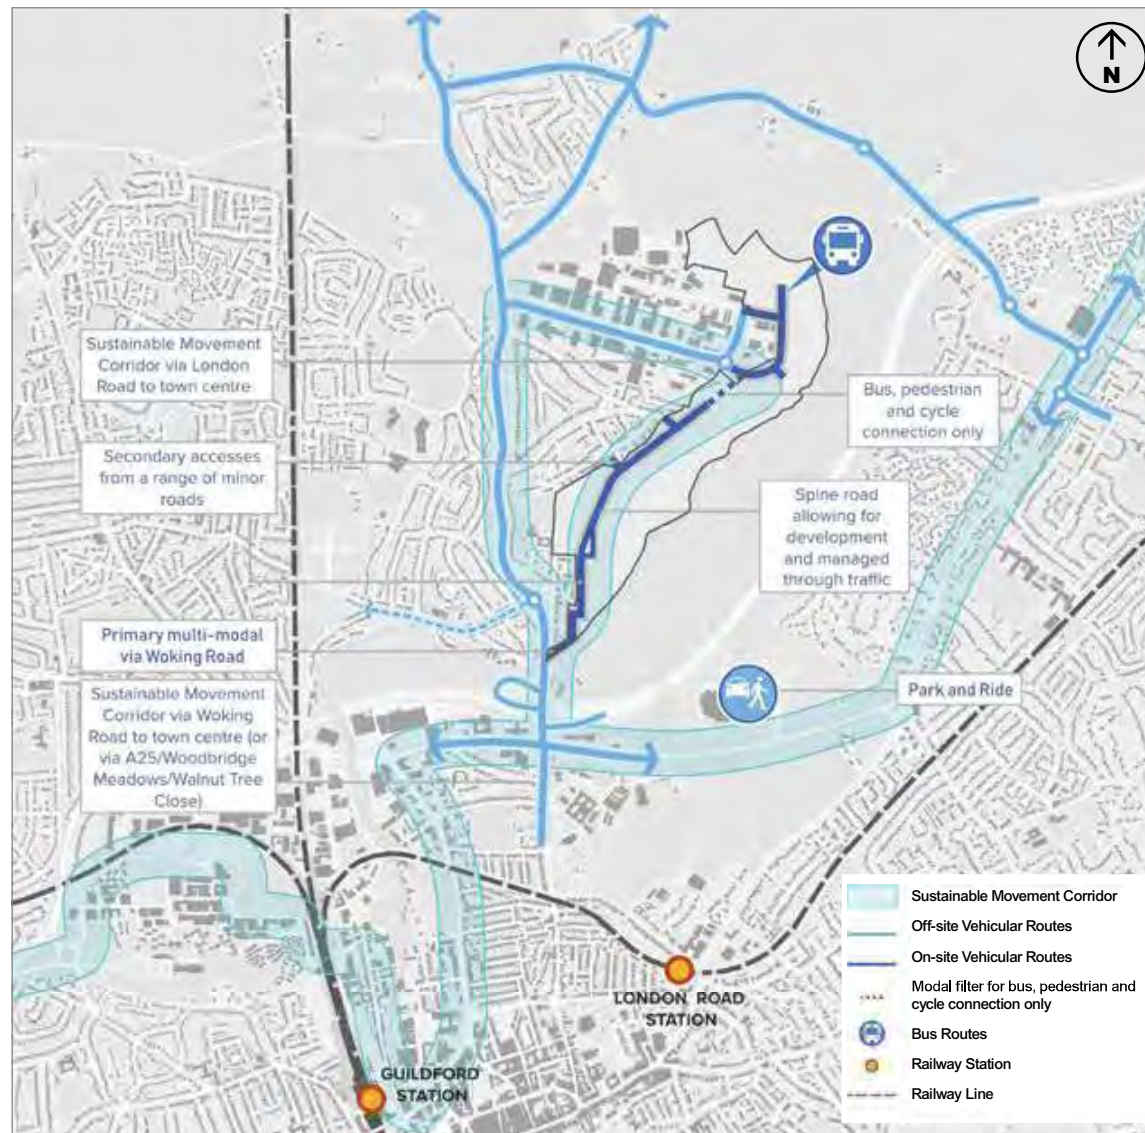 N
Sustainable Movement
Corridor via London
Road to town centre
Bus, pedestrian
and cycle
connection only
Secondary accesses
from a range of minor
roads
Spine road
allowing for
development
and managed
through traffic
Primary multi-modal
via Woking Road
Sustainable Movement
Corridor via Woking
Road to town centre (or
via A25/Woodbridge
Meadows/Walnut Tree
Close)
Park and Ride
LONDON ROAD
STATION
GUILDFORD
STATION
Sustainable Movement Corridor
Off-site Vehicular Routes
On-site Vehicular Routes
Modal filter for bus, pedestrian and
cycle connection only
Bus Routes
Railway Station
Railway Line